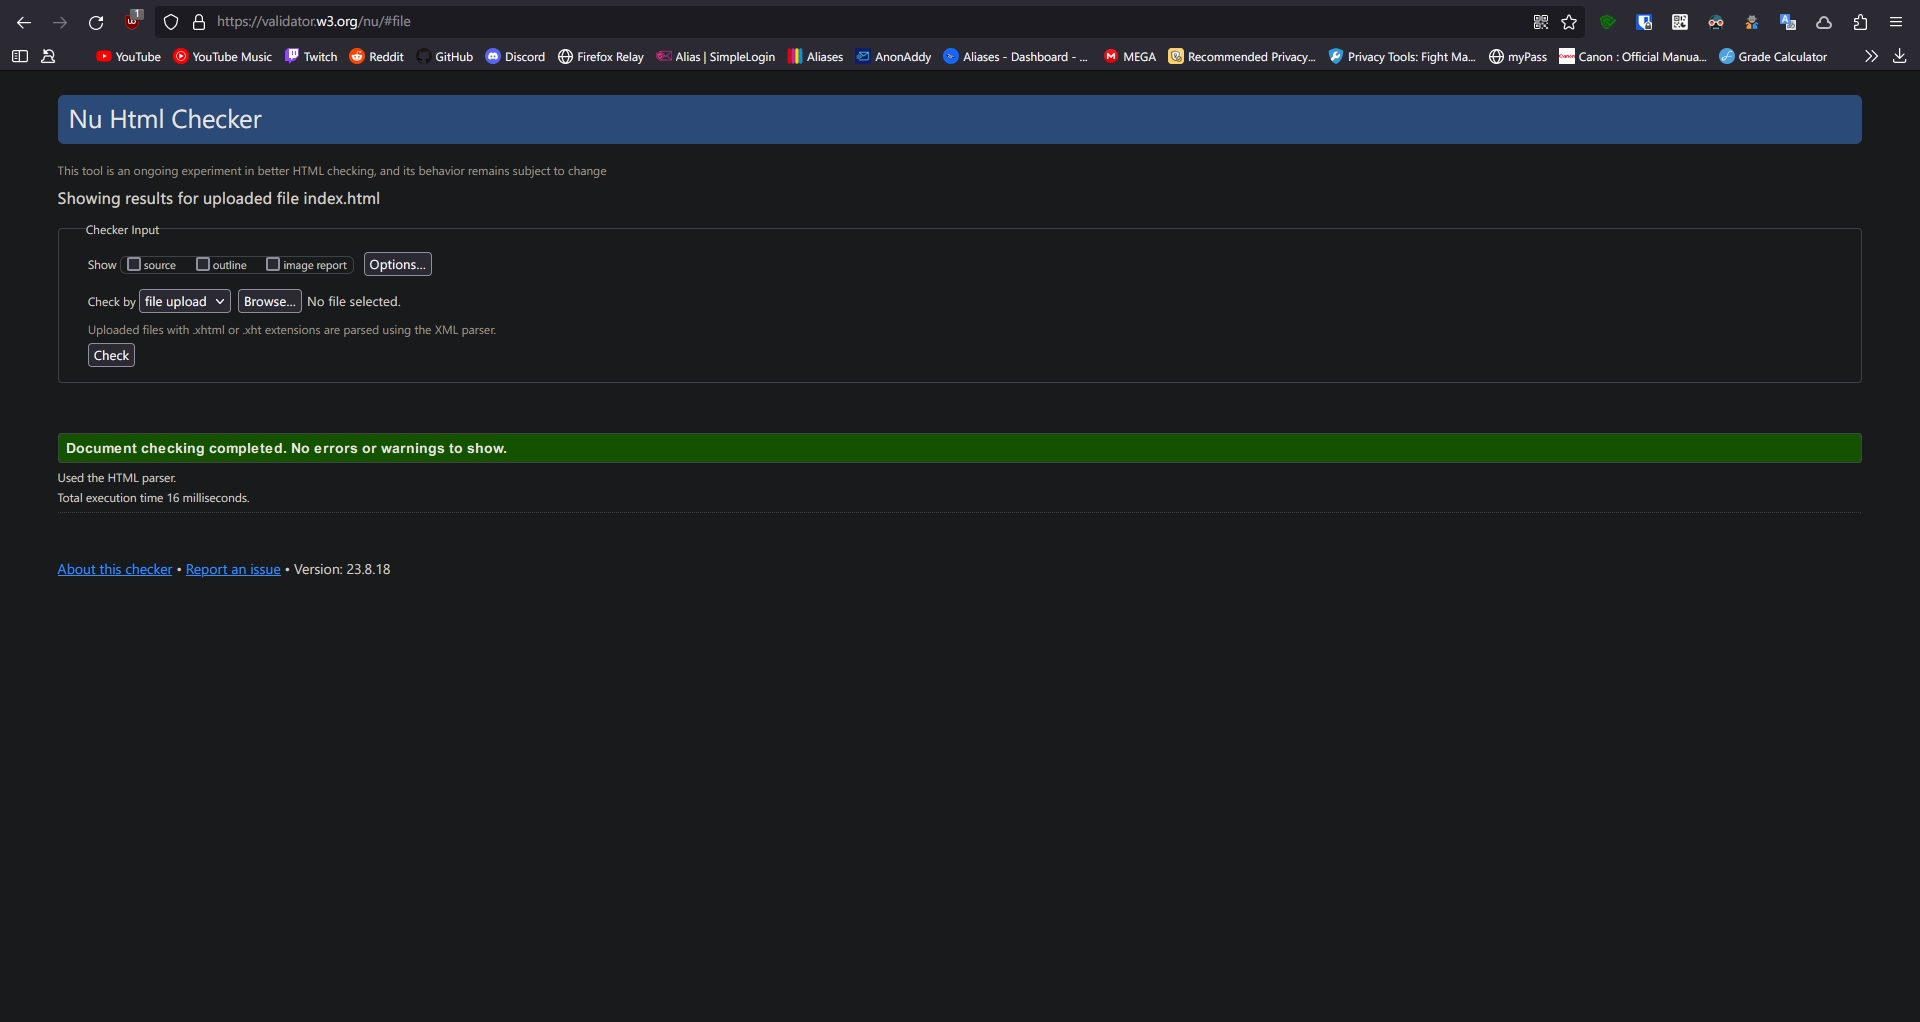 1
https://validator.w3.org/nu/#file
YouTube YouTube Music Twitch Reddit GitHub Discord Firefox Relay Alias | SimpleLogin Aliases AnonAddy Aliases - Dashboard - ... MEGA Recommended Privacy... Privacy Tools: Fight Ma... myPass Canon : Official Manua... Grade Calculator
Nu Html Checker
This tool is an ongoing experiment in better HTML checking, and its behavior remains subject to change
Showing results for uploaded file index.html
Checker Input
Show source outline image report Options...
Check by file upload Browse... No file selected.
Uploaded files with .xhtml or .xht extensions are parsed using the XML parser.
Check
Document checking completed. No errors or warnings to show.
Used the HTML parser.
Total execution time 16 milliseconds.
About this checker • Report an issue • Version: 23.8.18